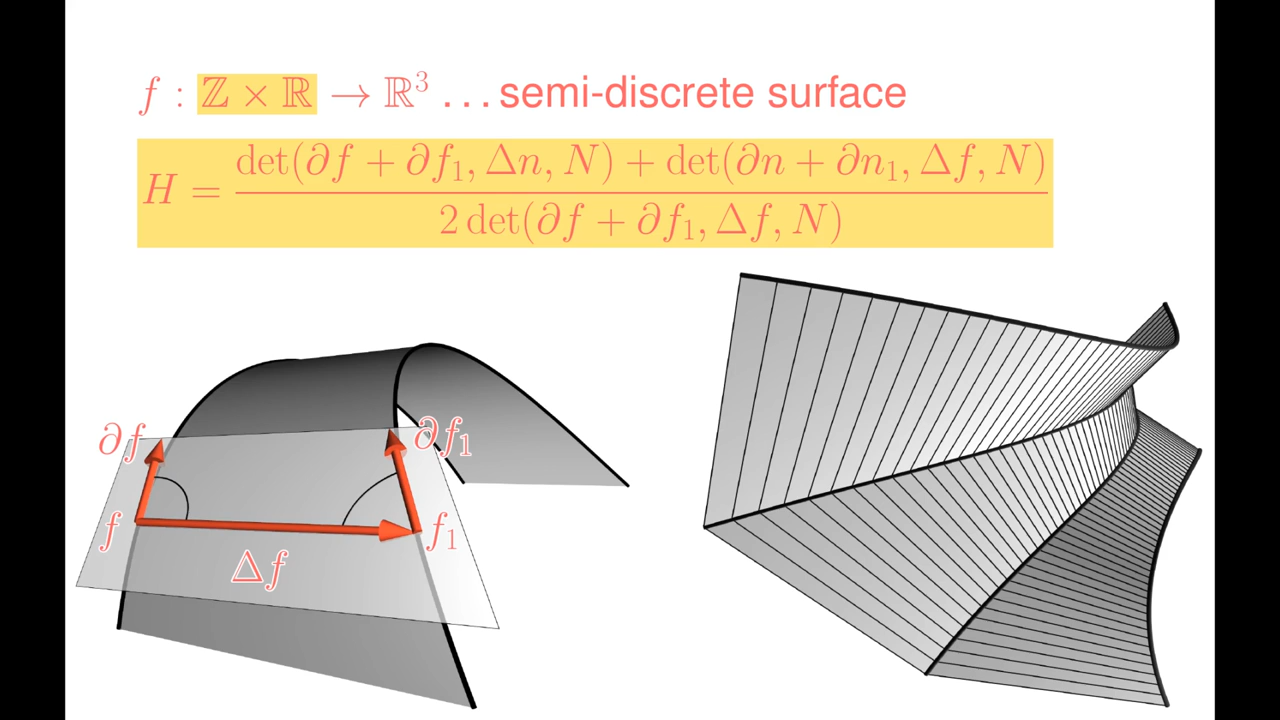 f : ℤ × ℝ → ℝ³ … semi-discrete surface
H = (det(∂f + ∂f₁, Δn, N) + det(∂n + ∂n₁, Δf, N)) / (2 det(∂f + ∂f₁, Δf, N))
∂f ∂f₁
f f₁
Δf